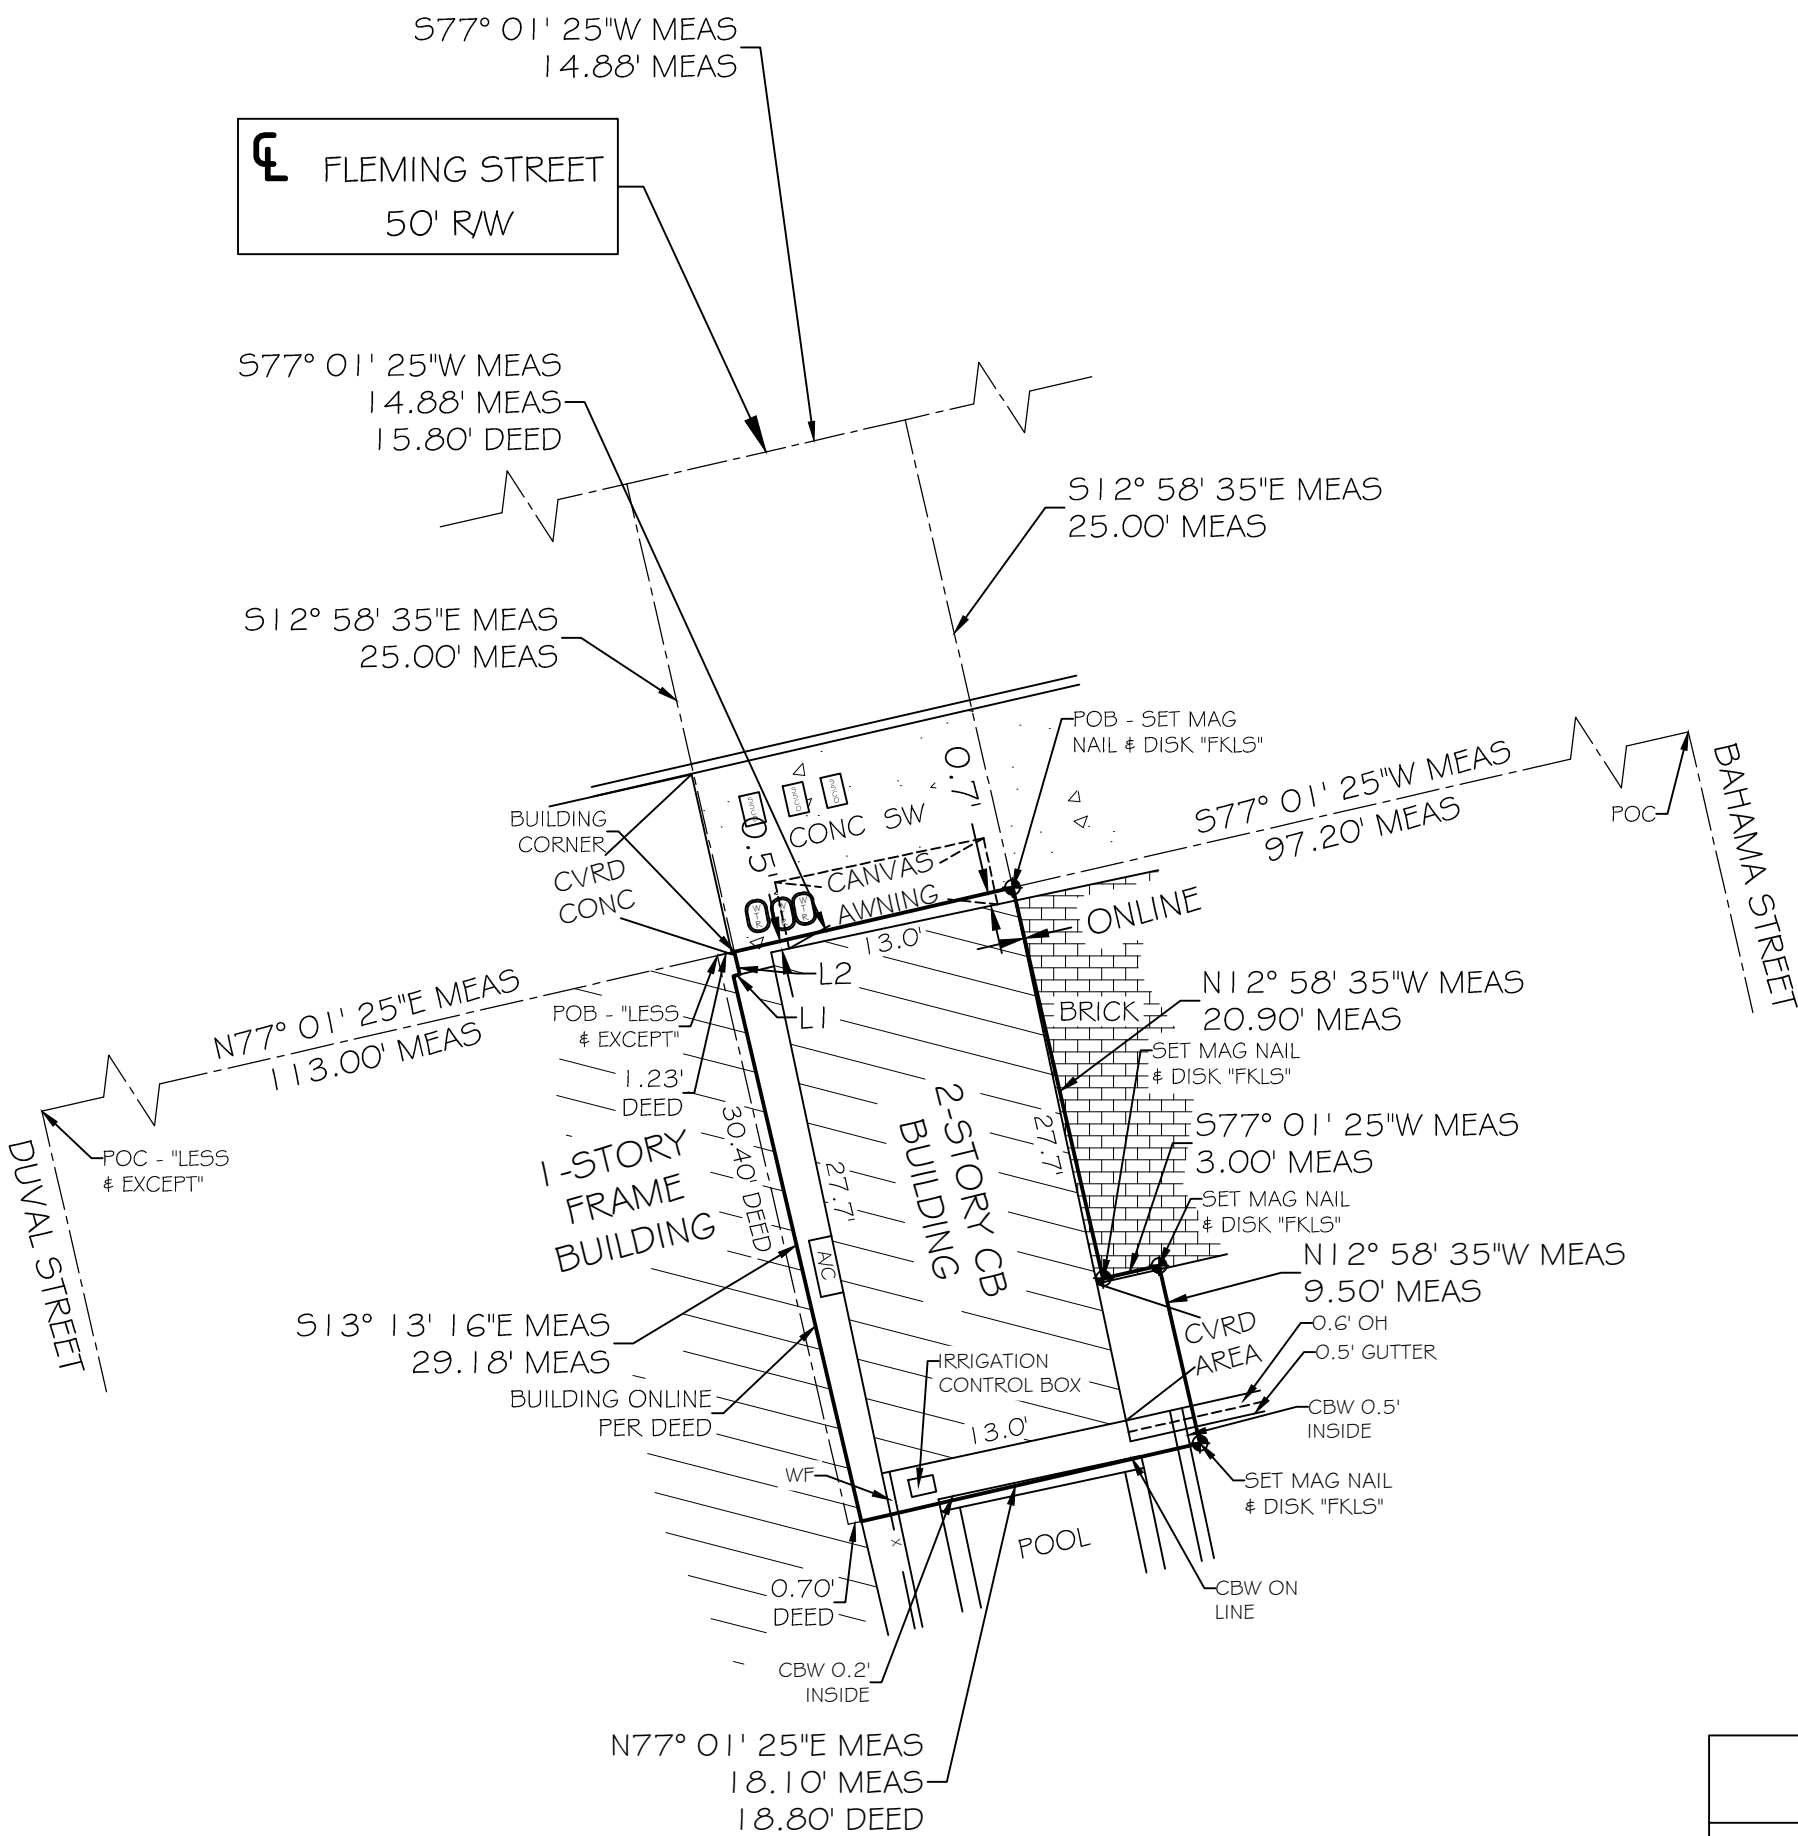 S77° 01' 25"W MEAS
14.88' MEAS
℄ FLEMING STREET
50' R/W
S77° 01' 25"W MEAS
14.88' MEAS
15.80' DEED
S12° 58' 35"E MEAS
25.00' MEAS
S12° 58' 35"E MEAS
25.00' MEAS
POB - SET MAG
NAIL & DISK "FKLS"
0.7'
S77° 01' 25"W MEAS
97.20' MEAS
POC
BAHAMA STREET
BUILDING
CORNER
CVRD
CONC
0.5'
CONC SW
CANVAS
AWNING
WTR
WTR
13.0'
ONLINE
L2
L1
N77° 01' 25"E MEAS
113.00' MEAS
POB - "LESS
& EXCEPT"
BRICK
N12° 58' 35"W MEAS
20.90' MEAS
SET MAG NAIL
& DISK "FKLS"
1.23'
DEED
30.40' DEED
2-STORY CB
BUILDING
27.7'
27.7'
S77° 01' 25"W MEAS
3.00' MEAS
POC - "LESS
& EXCEPT"
DUVAL STREET
1-STORY
FRAME
BUILDING
A/C
SET MAG NAIL
& DISK "FKLS"
N12° 58' 35"W MEAS
9.50' MEAS
S13° 13' 16"E MEAS
29.18' MEAS
CVRD
AREA
0.6' OH
0.5' GUTTER
IRRIGATION
CONTROL BOX
BUILDING ONLINE
PER DEED
13.0'
CBW 0.5'
INSIDE
WF
SET MAG NAIL
& DISK "FKLS"
X
POOL
0.70'
DEED
CBW ON
LINE
CBW 0.2'
INSIDE
N77° 01' 25"E MEAS
18.10' MEAS
18.80' DEED